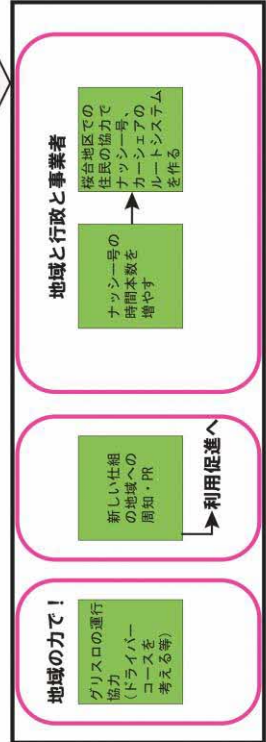 地域の力で！
グリスロの運行
協力
（ドライバー
コースを
考える等）
新しい仕組
の地域への
周知・PR
利用促進へ
地域と行政と事業者
ナッシー号の
時間本数を
増やす
桜台地区での
住民の協力で
ナッシー号、
カーシェアの
ルートシステム
を作る